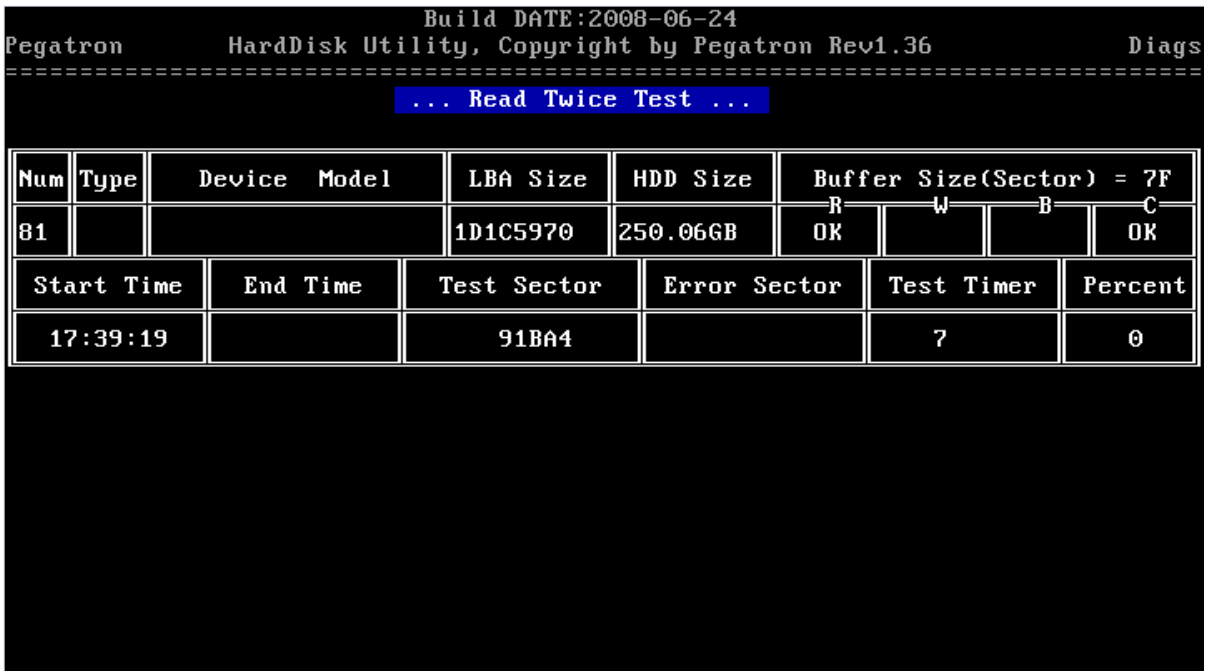 Build DATE:2008-06-24
Pegatron HardDisk Utility, Copyright by Pegatron Rev1.36 Diags
================================================================================
... Read Twice Test ...
Num Type Device Model LBA Size HDD Size Buffer Size(Sector) = 7F
R W B C
81 1D1C5970 250.06GB OK OK
Start Time End Time Test Sector Error Sector Test Timer Percent
17:39:19 91BA4 7 0